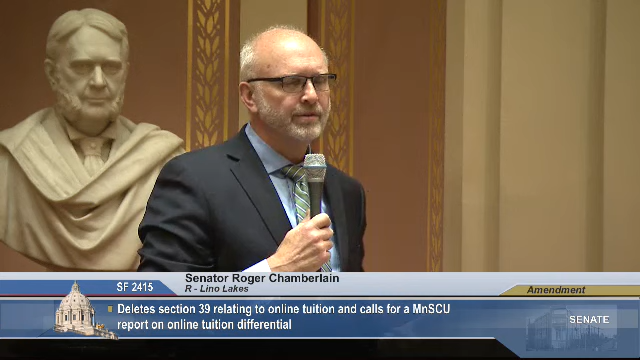 Senator Roger Chamberlain
SF 2415
R - Lino Lakes
Amendment
Deletes section 39 relating to online tuition and calls for a MnSCU
report on online tuition differential
SENATE